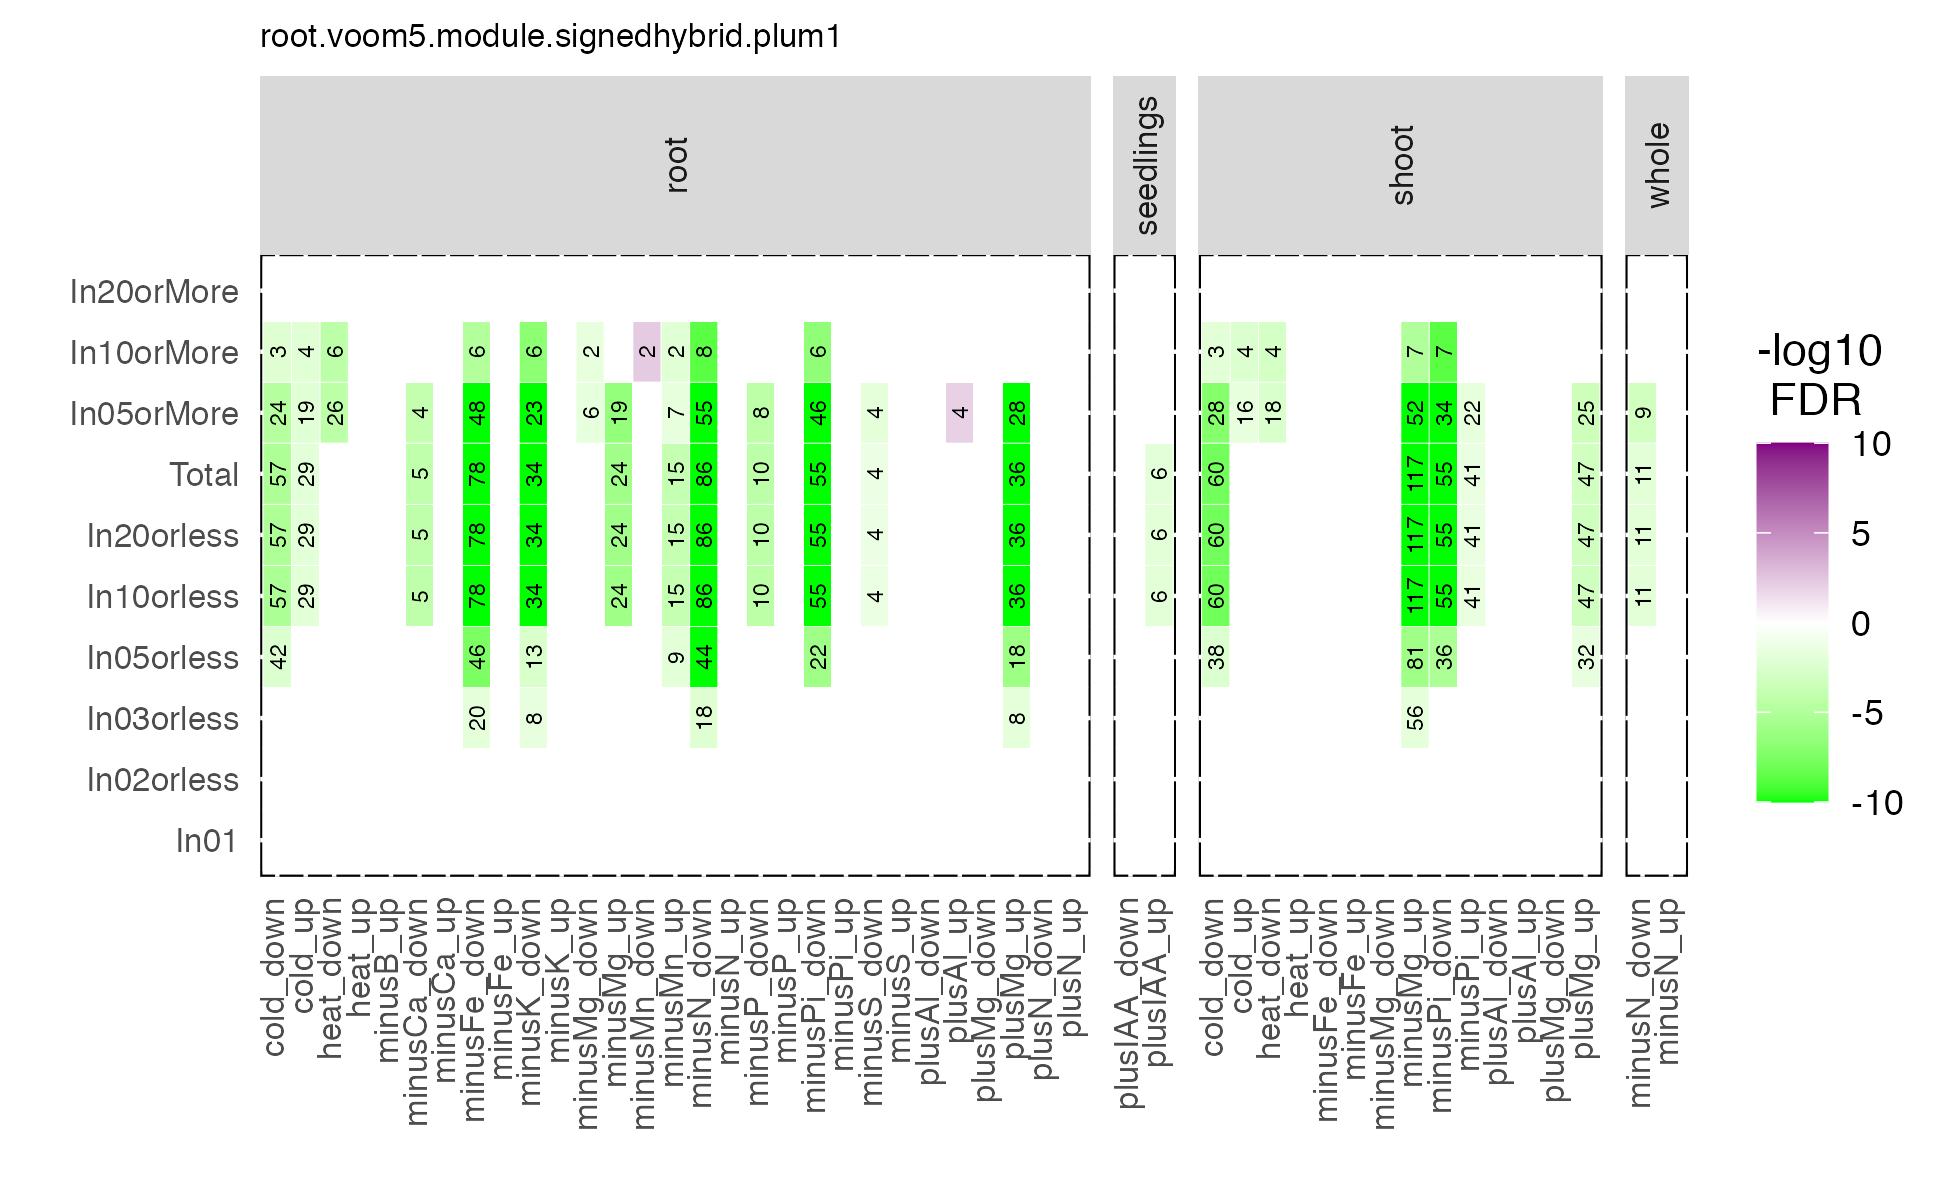 root.voom5.module.signedhybrid.plum1
root
seedlings
shoot
whole
In20orMore
In10orMore 3 4 6 6 6 2 2 2 8 6 3 4 4 7 7
In05orMore 24 19 26 4 48 23 6 19 7 55 8 46 4 4 28 28 16 18 52 34 22 25 9
Total 57 29 5 78 34 24 15 86 10 55 4 36 6 60 117 55 41 47 11
In20orless 57 29 5 78 34 24 15 86 10 55 4 36 6 60 117 55 41 47 11
In10orless 57 29 5 78 34 24 15 86 10 55 4 36 6 60 117 55 41 47 11
In05orless 42 46 13 9 44 22 18 38 81 36 32
In03orless 20 8 18 8 56
In02orless
In01
cold_down
cold_up
heat_down
heat_up
minusB_up
minusCa_down
minusCa_up
minusFe_down
minusFe_up
minusK_down
minusK_up
minusMg_down
minusMg_up
minusMn_down
minusMn_up
minusN_down
minusN_up
minusP_down
minusP_up
minusPi_down
minusPi_up
minusS_down
minusS_up
plusAl_down
plusAl_up
plusMg_down
plusMg_up
plusN_down
plusN_up
plusIAA_down
plusIAA_up
cold_down
cold_up
heat_down
heat_up
minusFe_down
minusFe_up
minusMg_down
minusMg_up
minusPi_down
minusPi_up
plusAl_down
plusAl_up
plusMg_down
plusMg_up
minusN_down
minusN_up
-log10
FDR
10
5
0
-5
-10